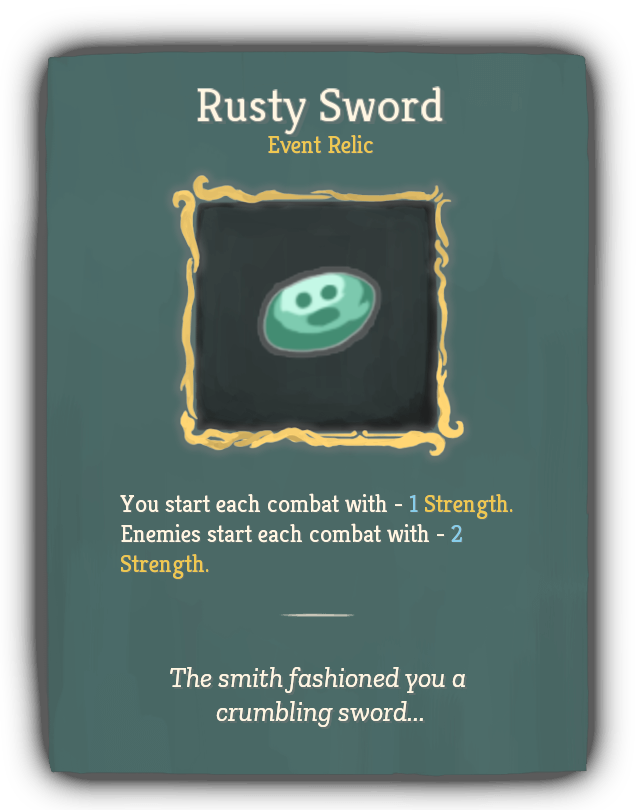 Rusty Sword
Event Relic
You start each combat with - 1 Strength.
Enemies start each combat with - 2
Strength.
The smith fashioned you a
crumbling sword...